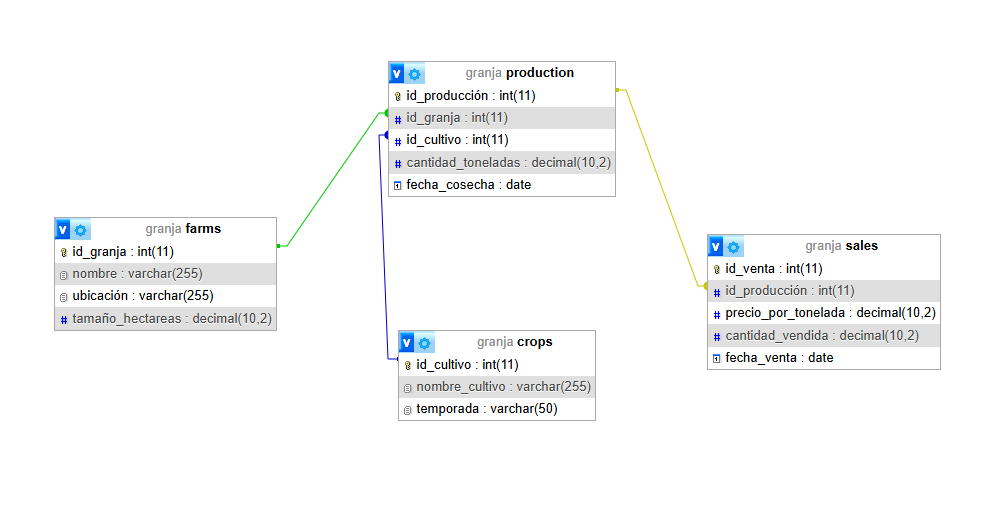 granja production
id_producción : int(11)
# id_granja : int(11)
# id_cultivo : int(11)
# cantidad_toneladas : decimal(10,2)
fecha_cosecha : date
granja farms
id_granja : int(11)
nombre : varchar(255)
ubicación : varchar(255)
# tamaño_hectareas : decimal(10,2)
granja sales
id_venta : int(11)
# id_producción : int(11)
# precio_por_tonelada : decimal(10,2)
# cantidad_vendida : decimal(10,2)
fecha_venta : date
granja crops
id_cultivo : int(11)
nombre_cultivo : varchar(255)
temporada : varchar(50)